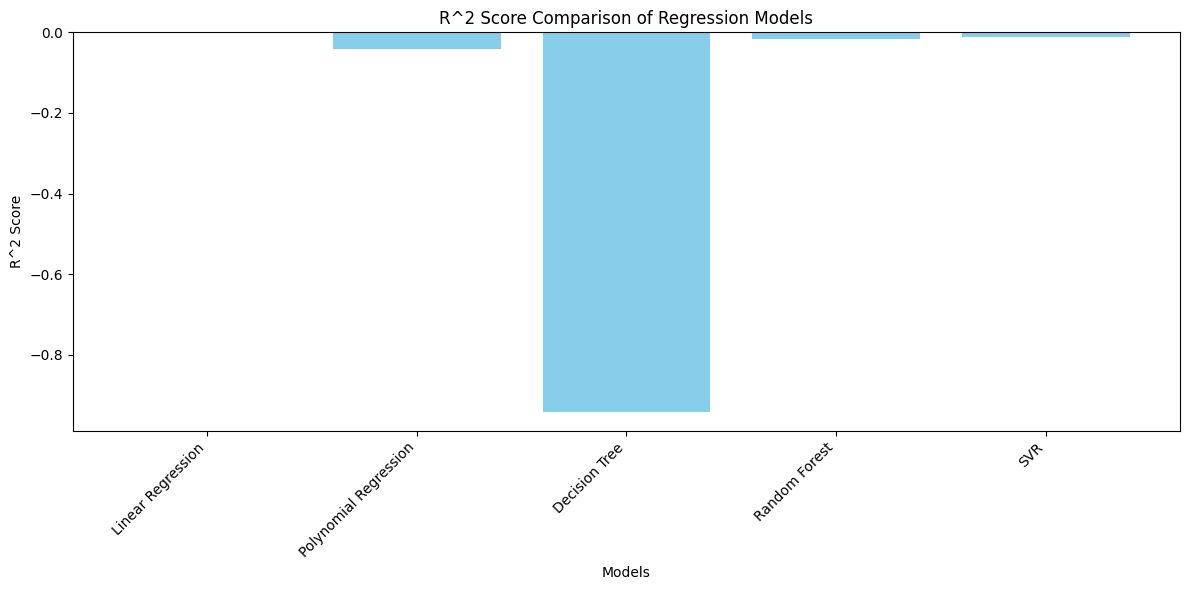 R^2 Score Comparison of Regression Models
0.0
−0.2
−0.4
−0.6
−0.8
R^2 Score
Linear Regression
Polynomial Regression
Decision Tree
Random Forest
SVR
Models